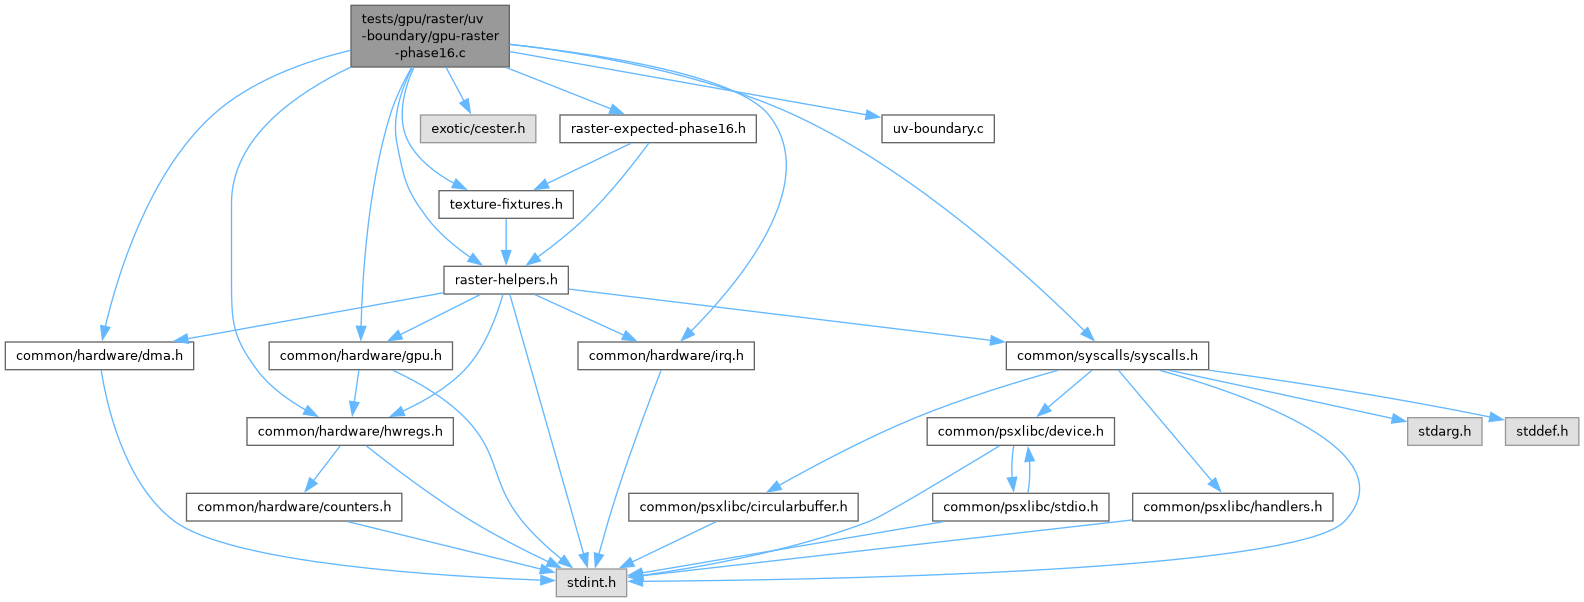 tests/gpu/raster/uv
-boundary/gpu-raster
-phase16.c
exotic/cester.h
raster-expected-phase16.h
uv-boundary.c
texture-fixtures.h
raster-helpers.h
common/hardware/dma.h
common/hardware/gpu.h
common/hardware/irq.h
common/syscalls/syscalls.h
common/hardware/hwregs.h
common/psxlibc/device.h
stdarg.h
stddef.h
common/hardware/counters.h
common/psxlibc/circularbuffer.h
common/psxlibc/stdio.h
common/psxlibc/handlers.h
stdint.h